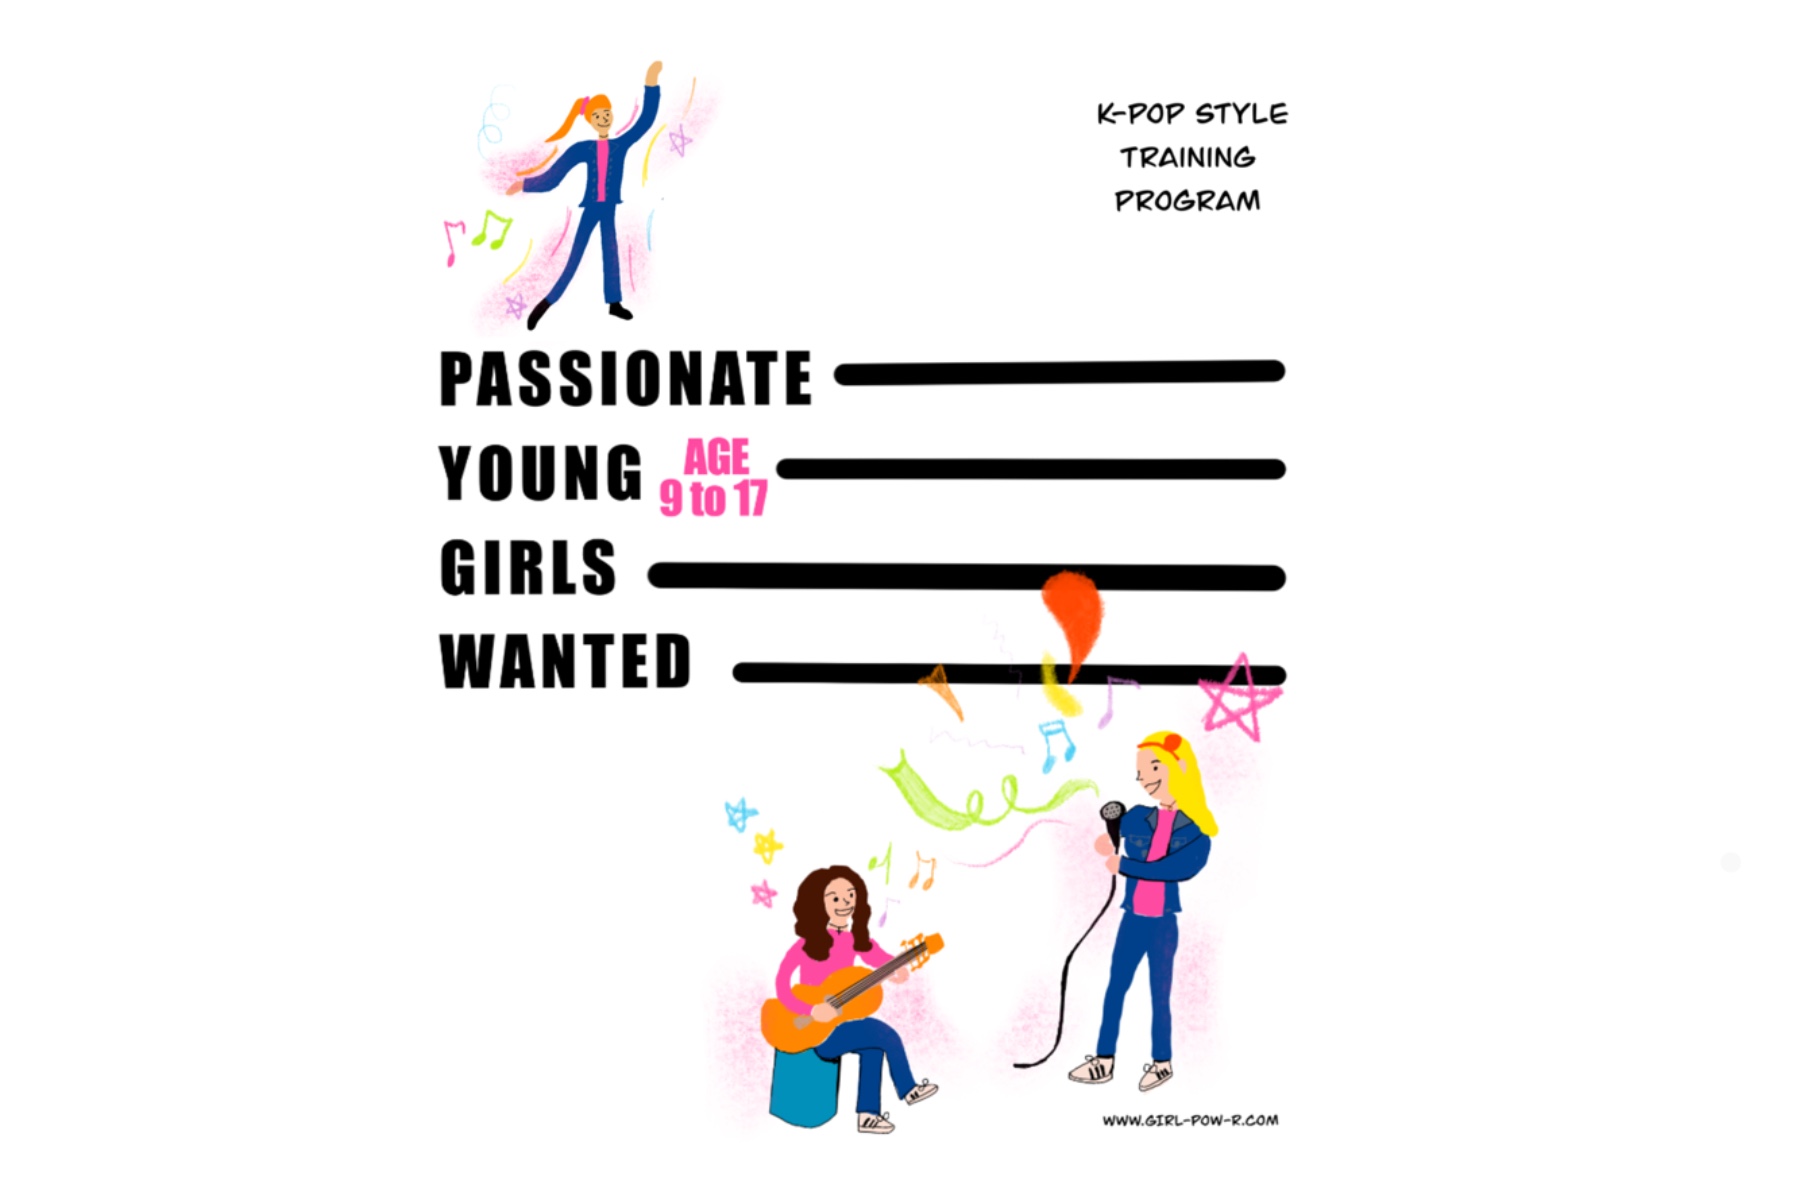 K-POP STYLE
TRAINING
PROGRAM
PASSIONATE
YOUNG
AGE
9 to 17
GIRLS
WANTED
WWW.GIRL-POW-R.COM